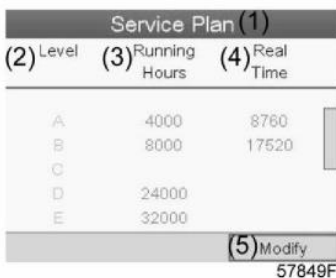 Service Plan (1)
(2) Level (3) Running Hours (4) Real Time
A 4000 8760
B 8000 17520
C
D 24000
E 32000
(5) Modify
57849F